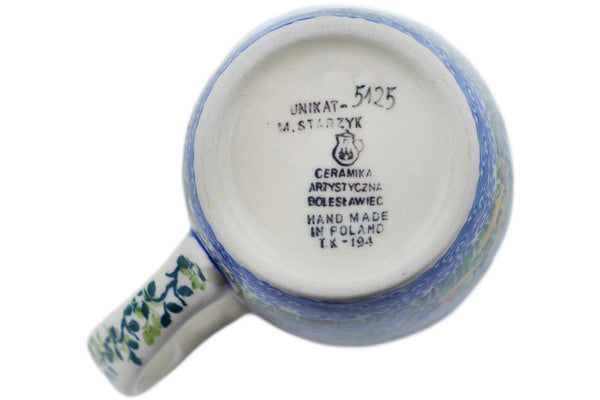 UNIKAT-5125
M. STARZYK
CERAMIKA
ARTYSTYCZNA
BOLESŁAWIEC
HAND MADE
IN POLAND
T.K-194